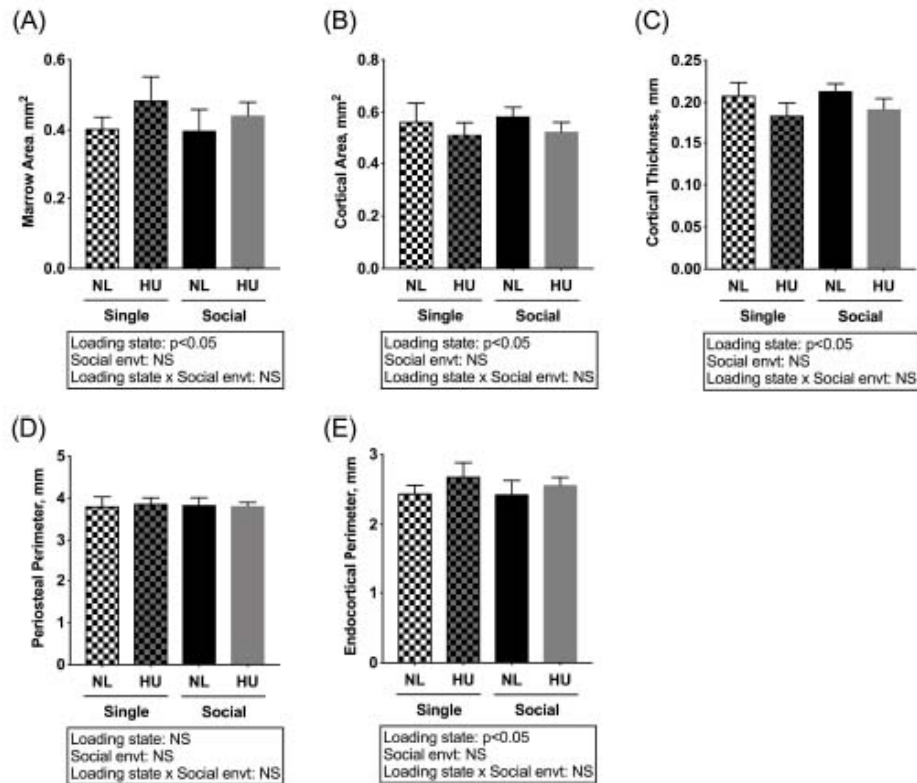 (A)
Marrow Area, mm²
0.6
0.4
0.2
0.0
NL HU NL HU
Single Social
Loading state: p<0.05
Social envt: NS
Loading state x Social envt: NS
(B)
Cortical Area, mm²
0.8
0.6
0.4
0.2
0.0
NL HU NL HU
Single Social
Loading state: p<0.05
Social envt: NS
Loading state x Social envt: NS
(C)
Cortical Thickness, mm
0.25
0.20
0.15
0.10
0.05
0.00
NL HU NL HU
Single Social
Loading state: p<0.05
Social envt: NS
Loading state x Social envt: NS
(D)
Periosteal Perimeter, mm
5
4
3
2
1
0
NL HU NL HU
Single Social
Loading state: NS
Social envt: NS
Loading state x Social envt: NS
(E)
Endocortical Perimeter, mm
3
2
1
0
NL HU NL HU
Single Social
Loading state: p<0.05
Social envt: NS
Loading state x Social envt: NS